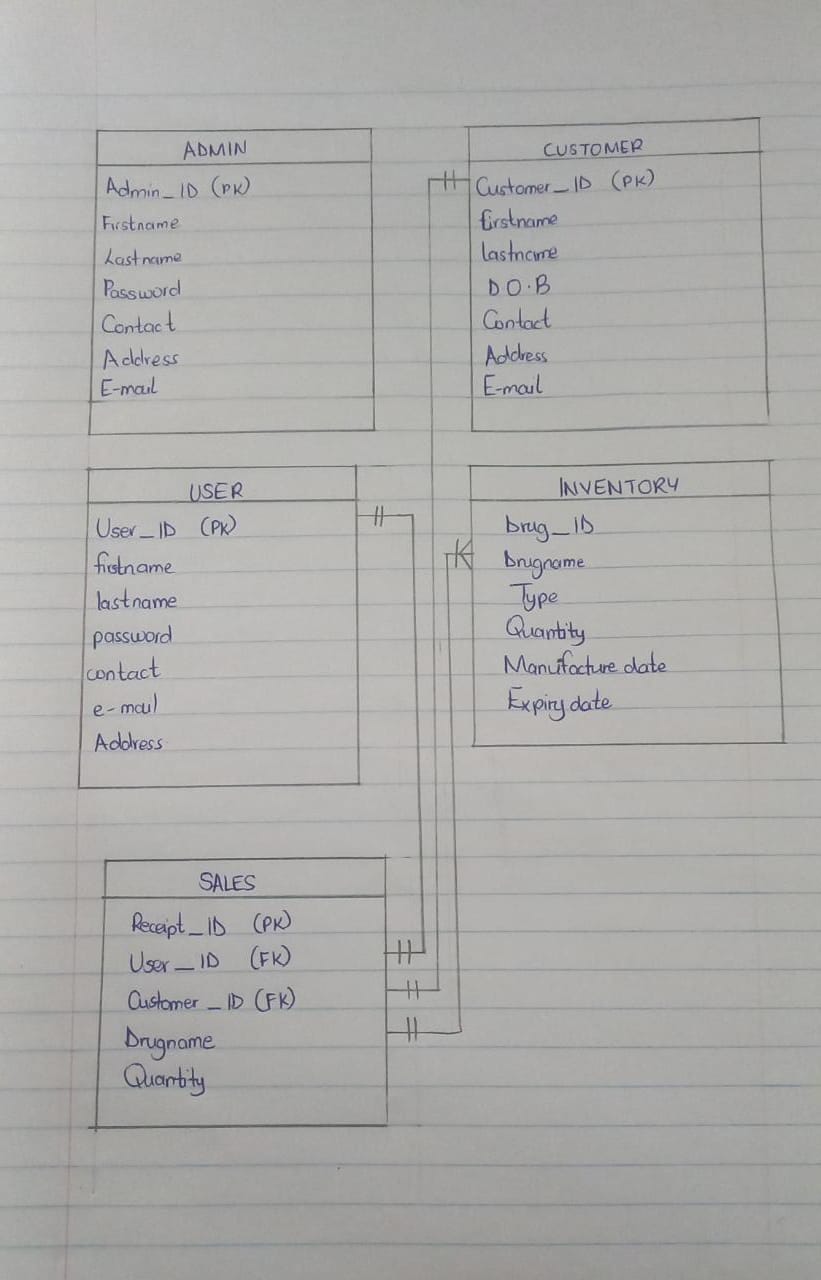 ADMIN
Admin_ID (PK)
Firstname
Lastname
Password
Contact
Address
E-mail
CUSTOMER
Customer_ID (PK)
firstname
lastname
D O.B
Contact
Address
E-mail
USER
User_ID (PK)
firstname
lastname
password
contact
e-mail
Address
INVENTORY
Drug_ID
Drugname
Type
Quantity
Manufacture date
Expiry date
SALES
Receipt_ID (PK)
User_ID (FK)
Customer_ID (FK)
Drugname
Quantity